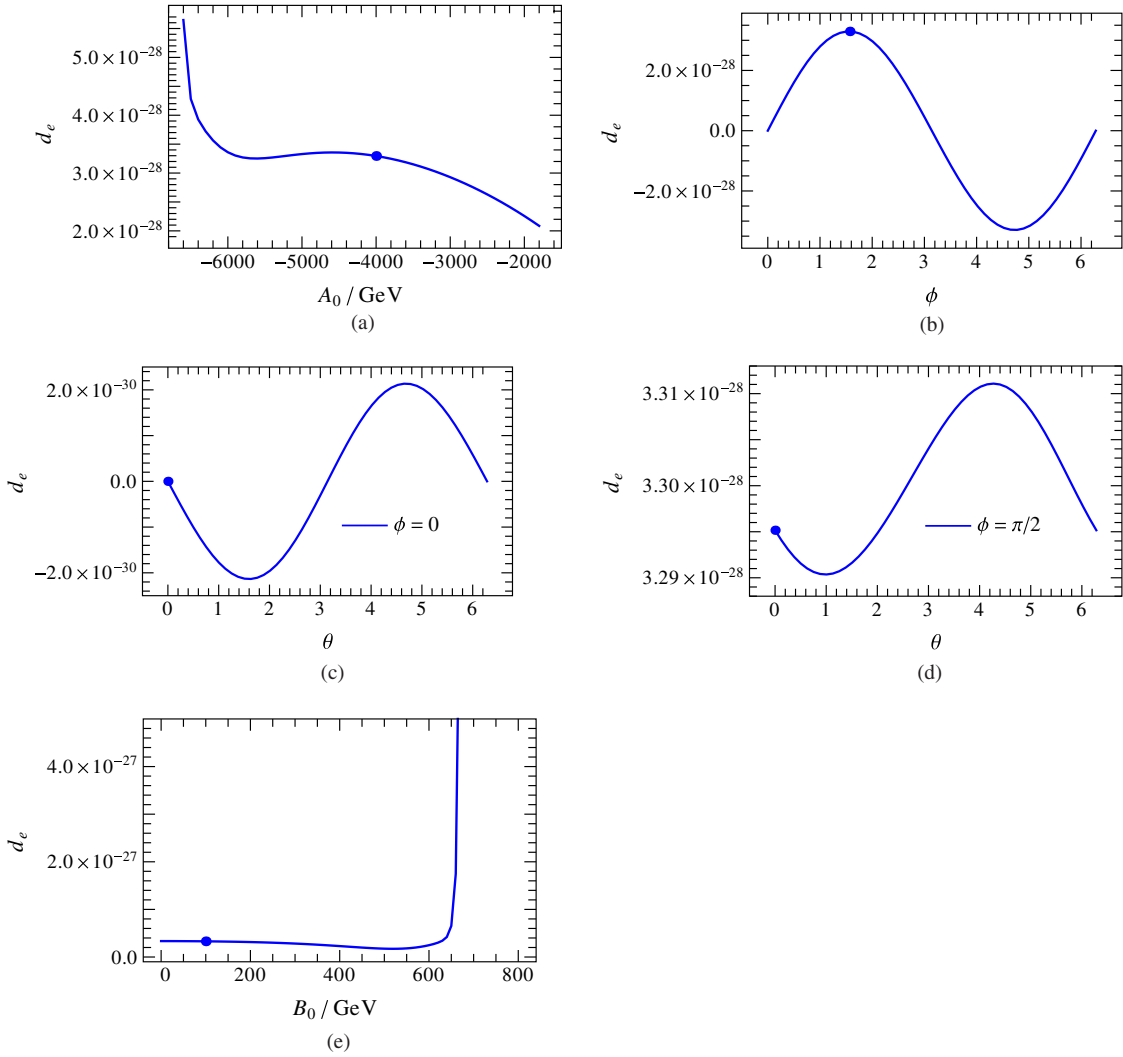 5.0×10⁻²⁸
4.0×10⁻²⁸
3.0×10⁻²⁸
2.0×10⁻²⁸
d_e
−6000 −5000 −4000 −3000 −2000
A₀ / GeV
(a)
2.0×10⁻²⁸
0.0
−2.0×10⁻²⁸
d_e
0 1 2 3 4 5 6
ϕ
(b)
2.0×10⁻³⁰
0.0
−2.0×10⁻³⁰
d_e
ϕ = 0
0 1 2 3 4 5 6
θ
(c)
3.31×10⁻²⁸
3.30×10⁻²⁸
3.29×10⁻²⁸
d_e
ϕ = π/2
0 1 2 3 4 5 6
θ
(d)
4.0×10⁻²⁷
2.0×10⁻²⁷
0.0
d_e
0 200 400 600 800
B₀ / GeV
(e)